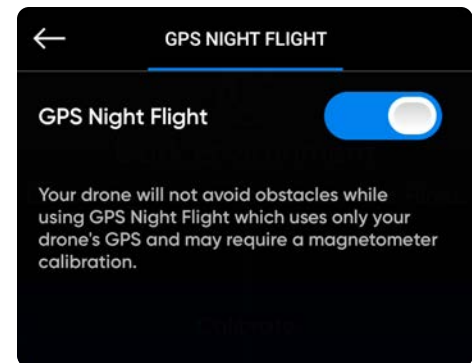 GPS NIGHT FLIGHT
GPS Night Flight
Your drone will not avoid obstacles while
using GPS Night Flight which uses only your
drone's GPS and may require a magnetometer
calibration.